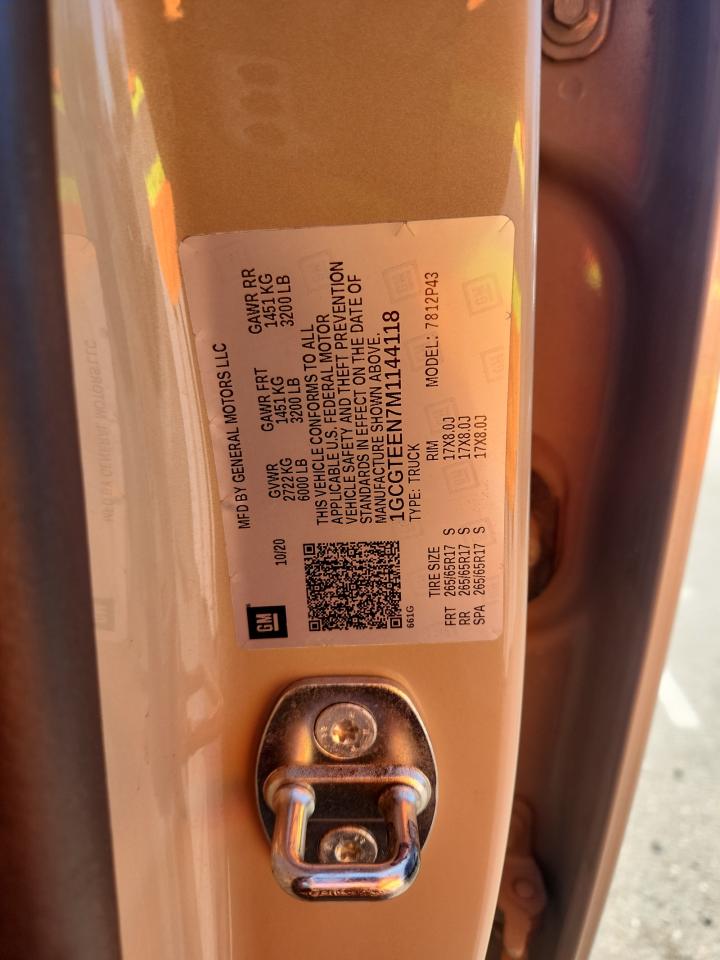 GM
MFD BY GENERAL MOTORS LLC
10/20
GVWR GAWR FRT GAWR RR
2722 KG 1451 KG 1451 KG
6000 LB 3200 LB 3200 LB
THIS VEHICLE CONFORMS TO ALL
APPLICABLE U.S. FEDERAL MOTOR
VEHICLE SAFETY AND THEFT PREVENTION
STANDARDS IN EFFECT ON THE DATE OF
MANUFACTURE SHOWN ABOVE.
1GCGTEEN7M1144118
661G
TYPE: TRUCK MODEL: 7812P43
TIRE SIZE RIM
FRT 265/65R17 S 17X8.0J
RR 265/65R17 S 17X8.0J
SPA 265/65R17 S 17X8.0J